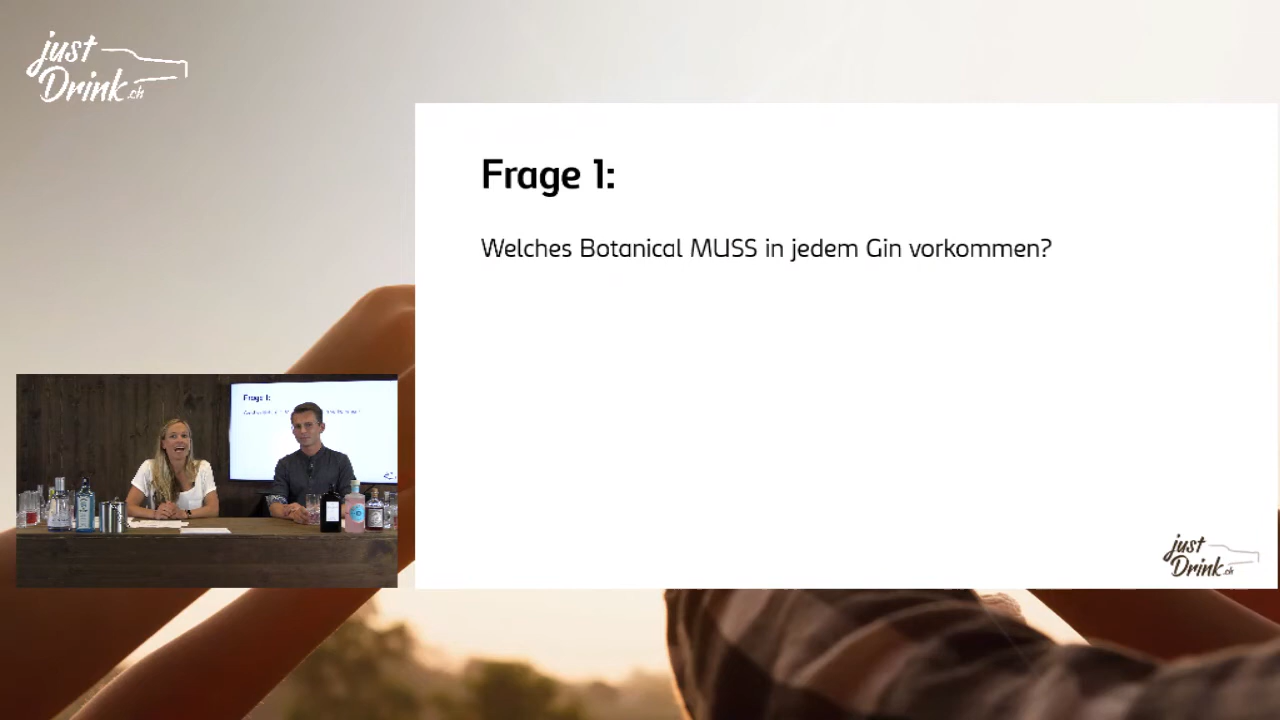 just
Drink.ch
Frage 1:
Welches Botanical MUSS in jedem Gin vorkommen?
Frage 1:
just
Drink.ch